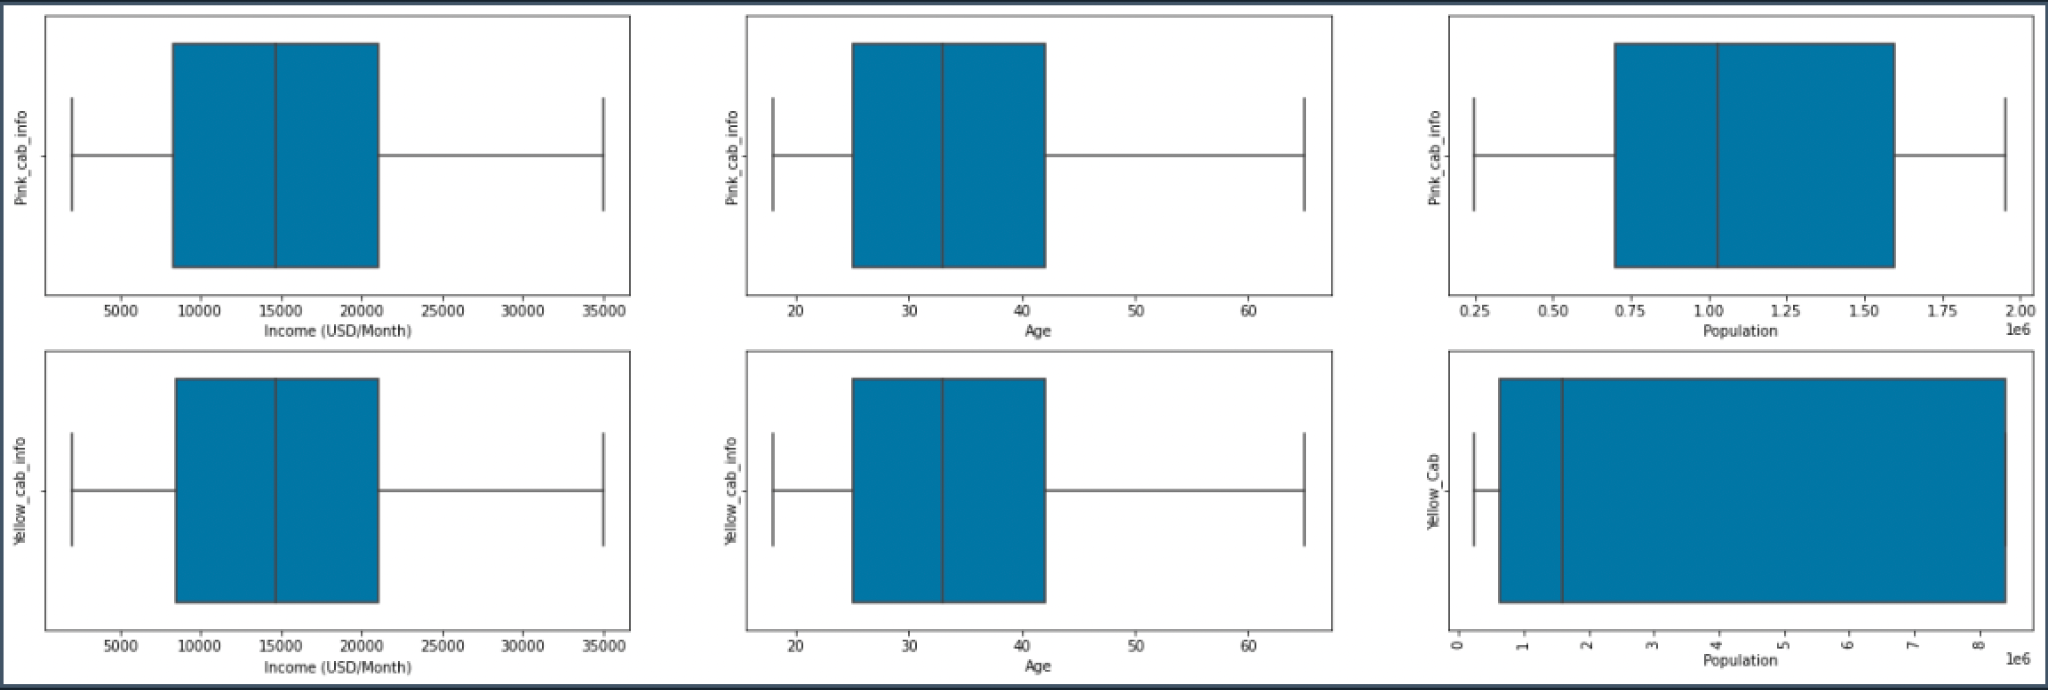 Pink_cab_info
5000 10000 15000 20000 25000 30000 35000
Income (USD/Month)
Pink_cab_info
20 30 40 50 60
Age
Pink_cab_info
0.25 0.50 0.75 1.00 1.25 1.50 1.75 2.00
Population
1e6
Yellow_cab_info
5000 10000 15000 20000 25000 30000 35000
Income (USD/Month)
Yellow_cab_info
20 30 40 50 60
Age
Yellow_Cab
0 1 2 3 4 5 6 7 8
Population
1e6